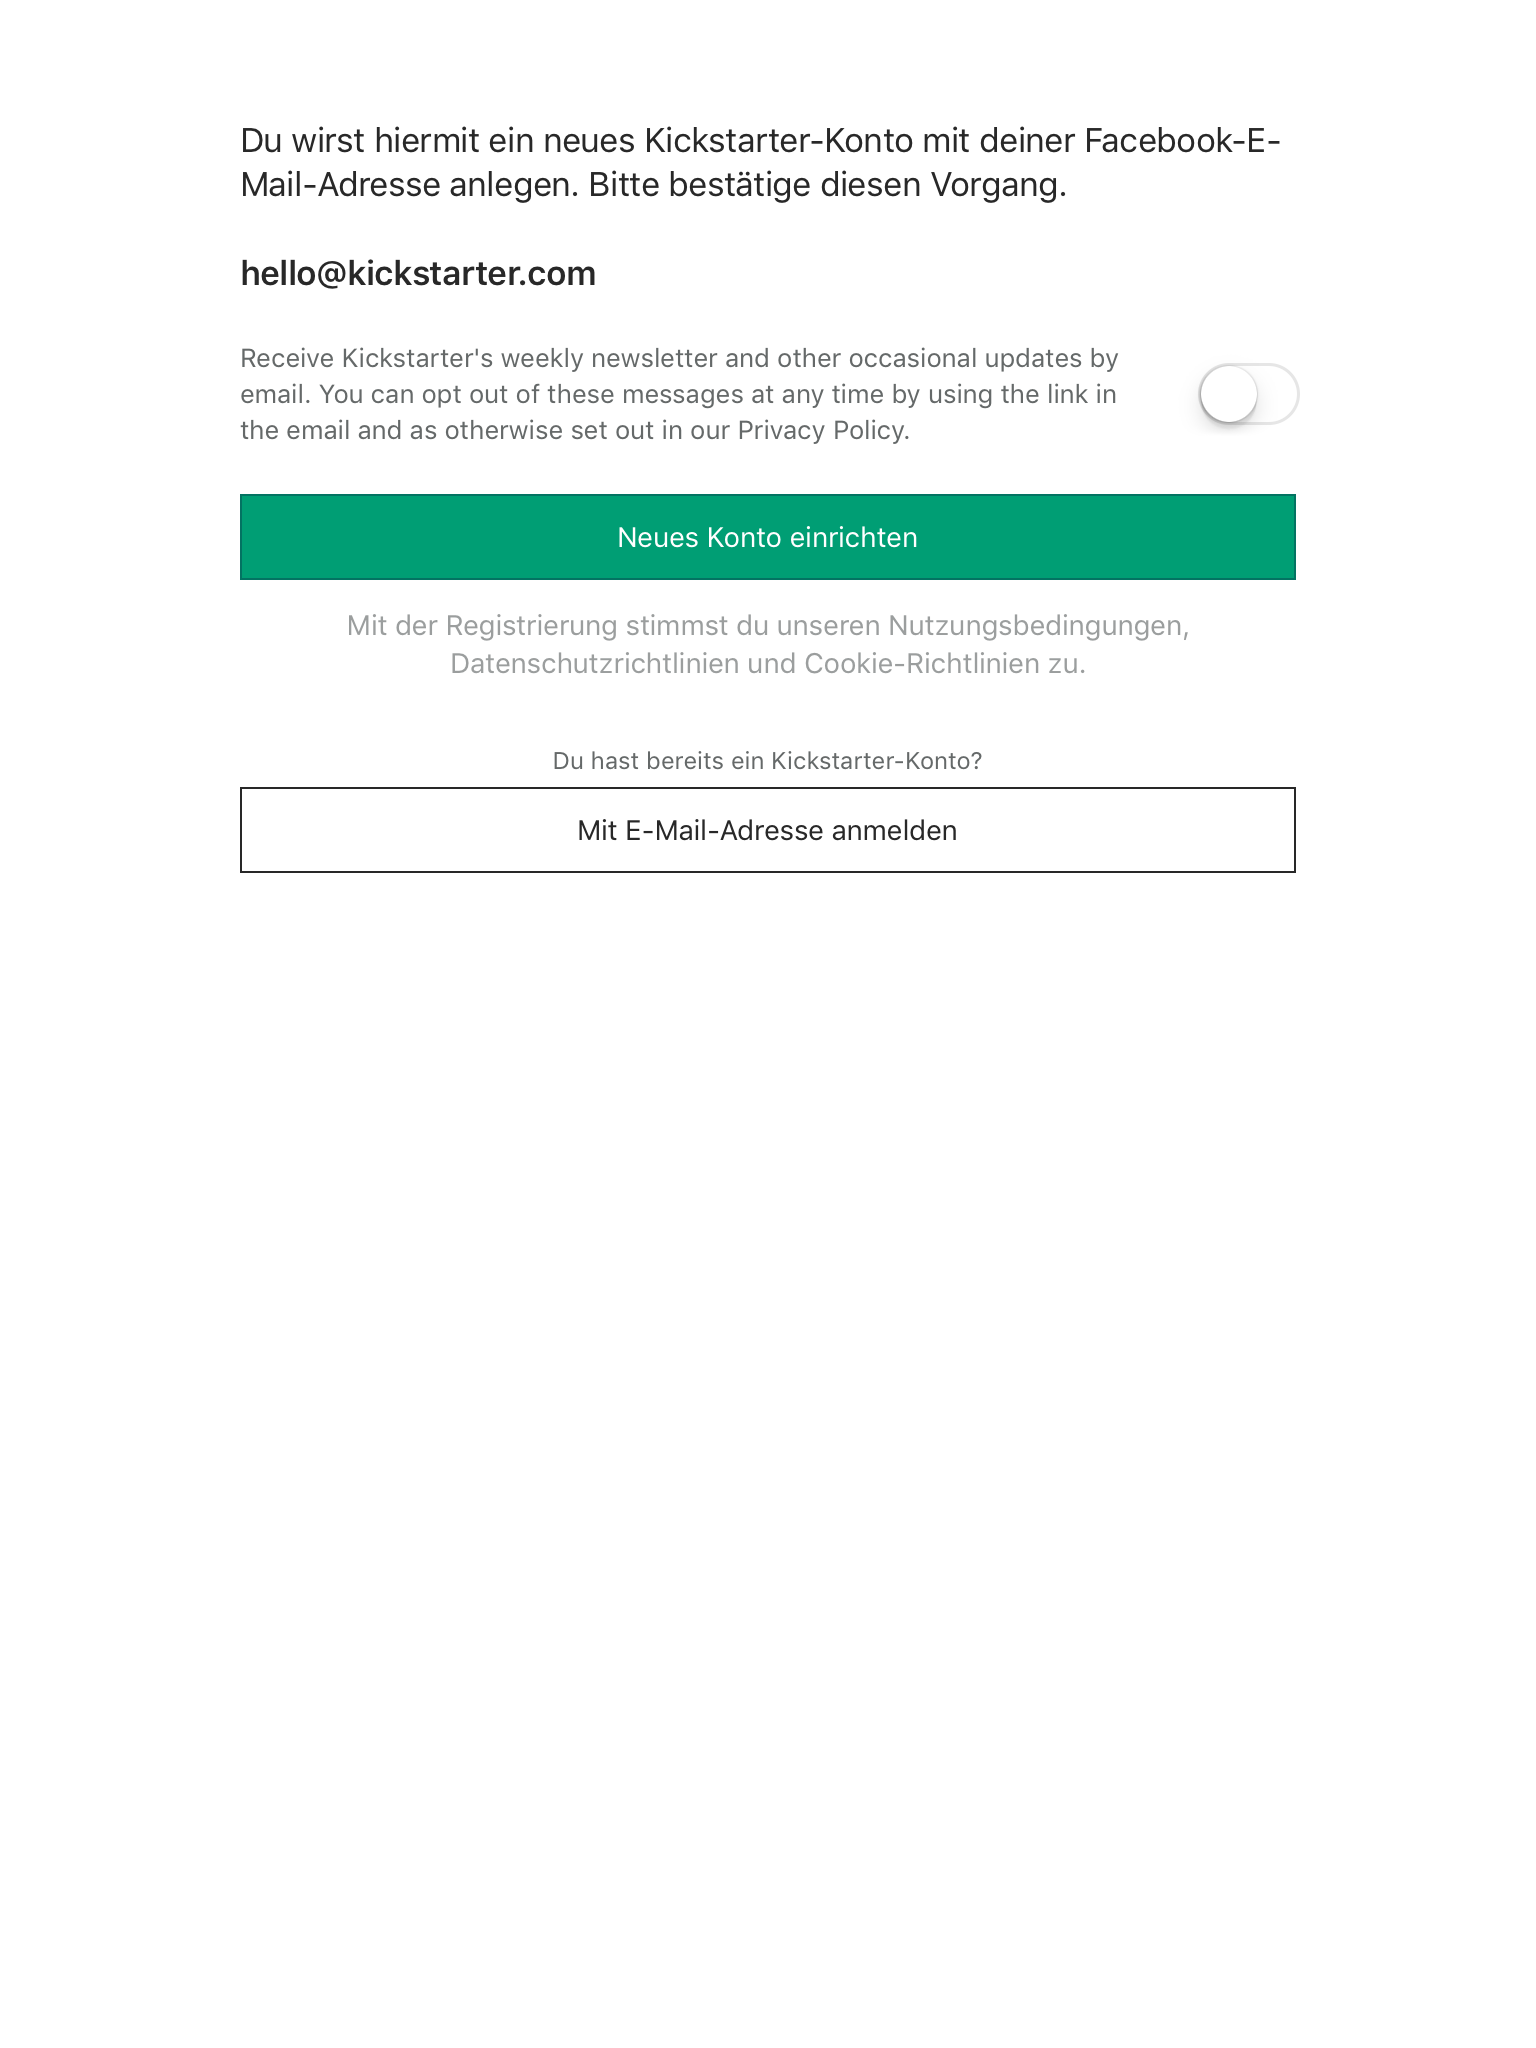 Du wirst hiermit ein neues Kickstarter-Konto mit deiner Facebook-E-
Mail-Adresse anlegen. Bitte bestätige diesen Vorgang.
hello@kickstarter.com
Receive Kickstarter's weekly newsletter and other occasional updates by
email. You can opt out of these messages at any time by using the link in
the email and as otherwise set out in our Privacy Policy.
Neues Konto einrichten
Mit der Registrierung stimmst du unseren Nutzungsbedingungen,
Datenschutzrichtlinien und Cookie-Richtlinien zu.
Du hast bereits ein Kickstarter-Konto?
Mit E-Mail-Adresse anmelden